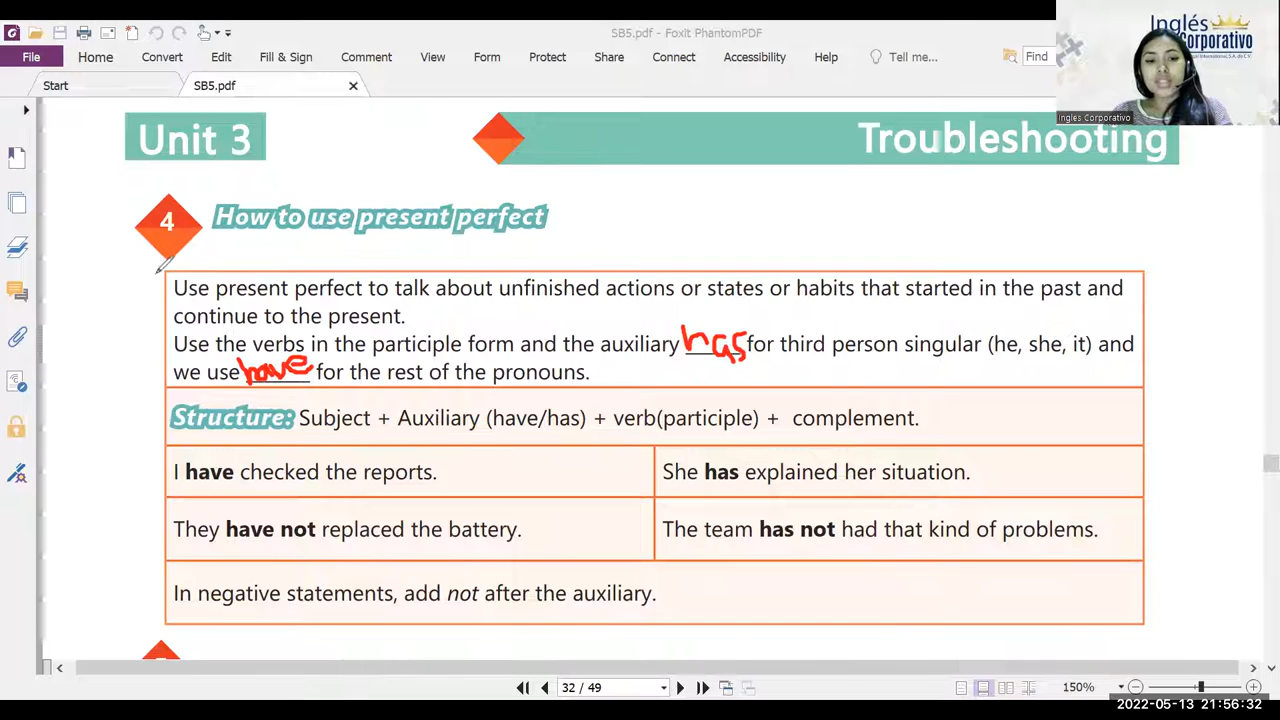 SB5.pdf - Foxit PhantomPDF
Inglés
Corporativo
File Home Convert Edit Fill & Sign Comment View Form Protect Share Connect Accessibility Help Tell me... Find
Start SB5.pdf
Inglés Corporativo
Unit 3 Troubleshooting
4 How to use present perfect
Use present perfect to talk about unfinished actions or states or habits that started in the past and
continue to the present.
Use the verbs in the participle form and the auxiliary has for third person singular (he, she, it) and
we use have for the rest of the pronouns.
Structure: Subject + Auxiliary (have/has) + verb(participle) + complement.
I have checked the reports. She has explained her situation.
They have not replaced the battery. The team has not had that kind of problems.
In negative statements, add not after the auxiliary.
32 / 49 150%
2022-05-13 21:56:32